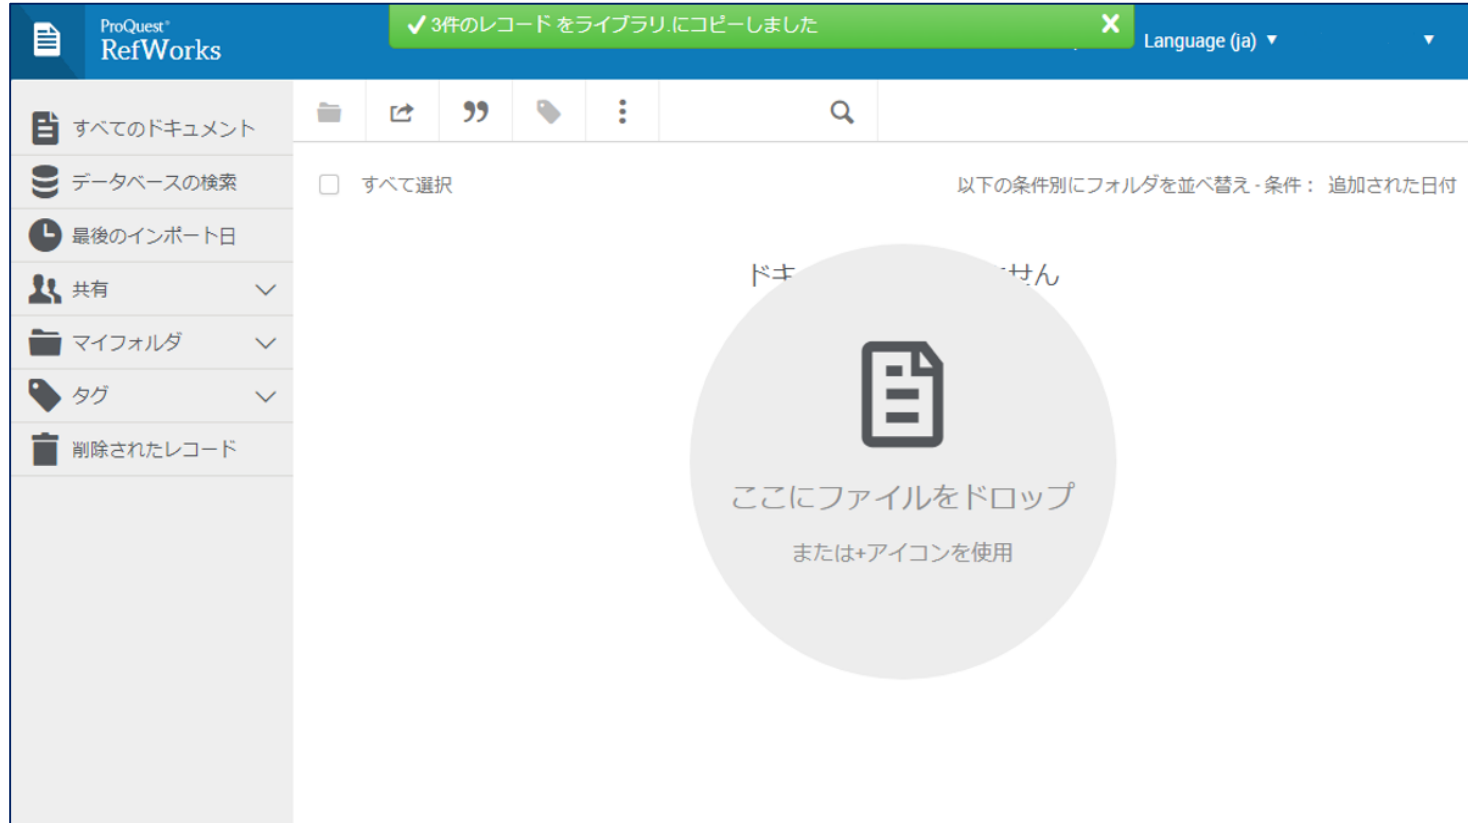 ProQuest®
RefWorks
✓ 3件のレコード をライブラリ.にコピーしました
Language (ja) ▼
すべてのドキュメント
データベースの検索
最後のインポート日
共有
マイフォルダ
タグ
削除されたレコード
すべて選択
以下の条件別にフォルダを並べ替え - 条件： 追加された日付
ドキ
せん
ここにファイルをドロップ
または+アイコンを使用